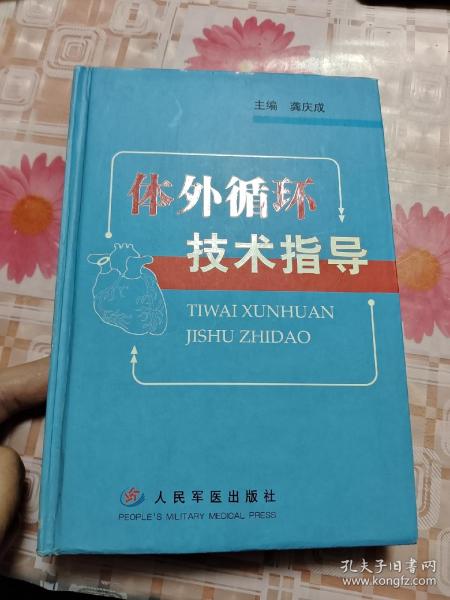 主编 龚庆成
体外循环
技术指导
TIWAI XUNHUAN
JISHU ZHIDAO
人民军医出版社
PEOPLE'S MILITARY MEDICAL PRESS
孔夫子旧书网
www.kongfz.com